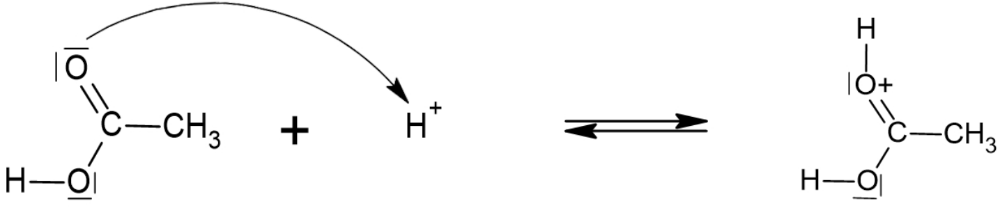 O
C CH₃ + H⁺
H O
H
O+
C CH₃
H O